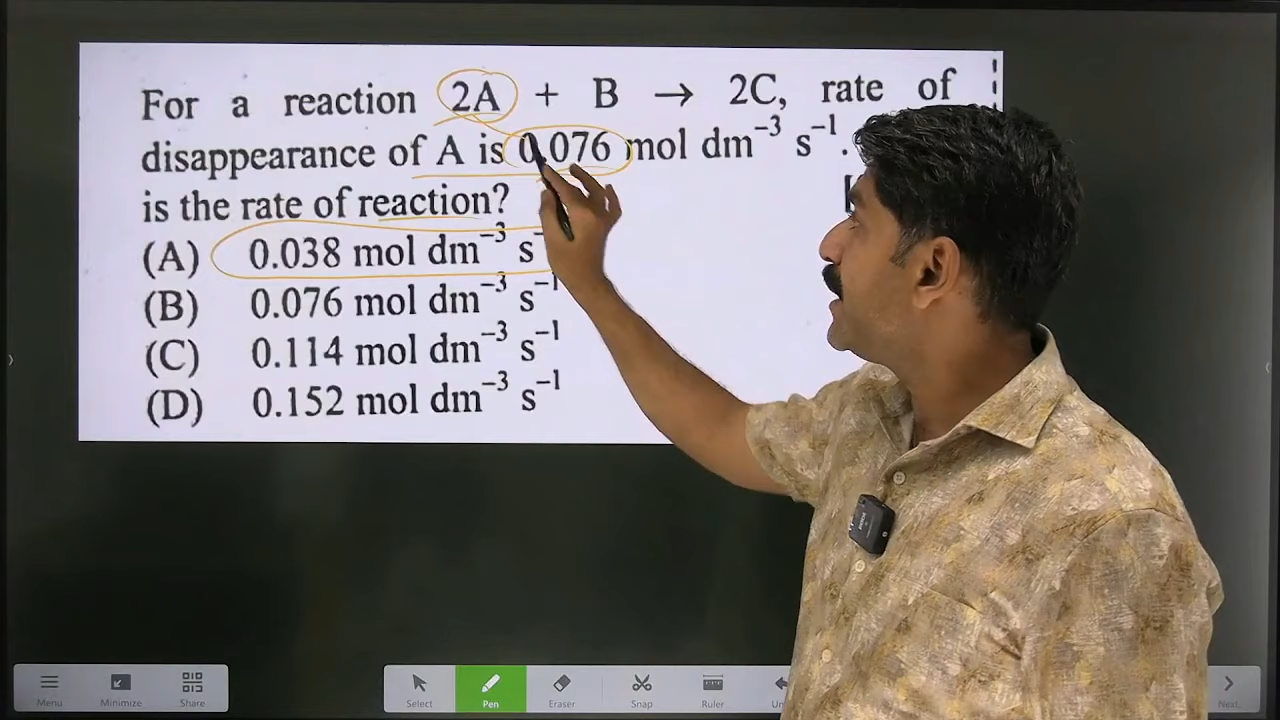 For a reaction 2A + B → 2C, rate of
disappearance of A is 0.076 mol dm⁻³ s⁻¹.
is the rate of reaction?
(A) 0.038 mol dm⁻³ s⁻
(B) 0.076 mol dm⁻³ s⁻¹
(C) 0.114 mol dm⁻³ s⁻¹
(D) 0.152 mol dm⁻³ s⁻¹
Menu Minimize Share Select Pen Eraser Snap Ruler Next